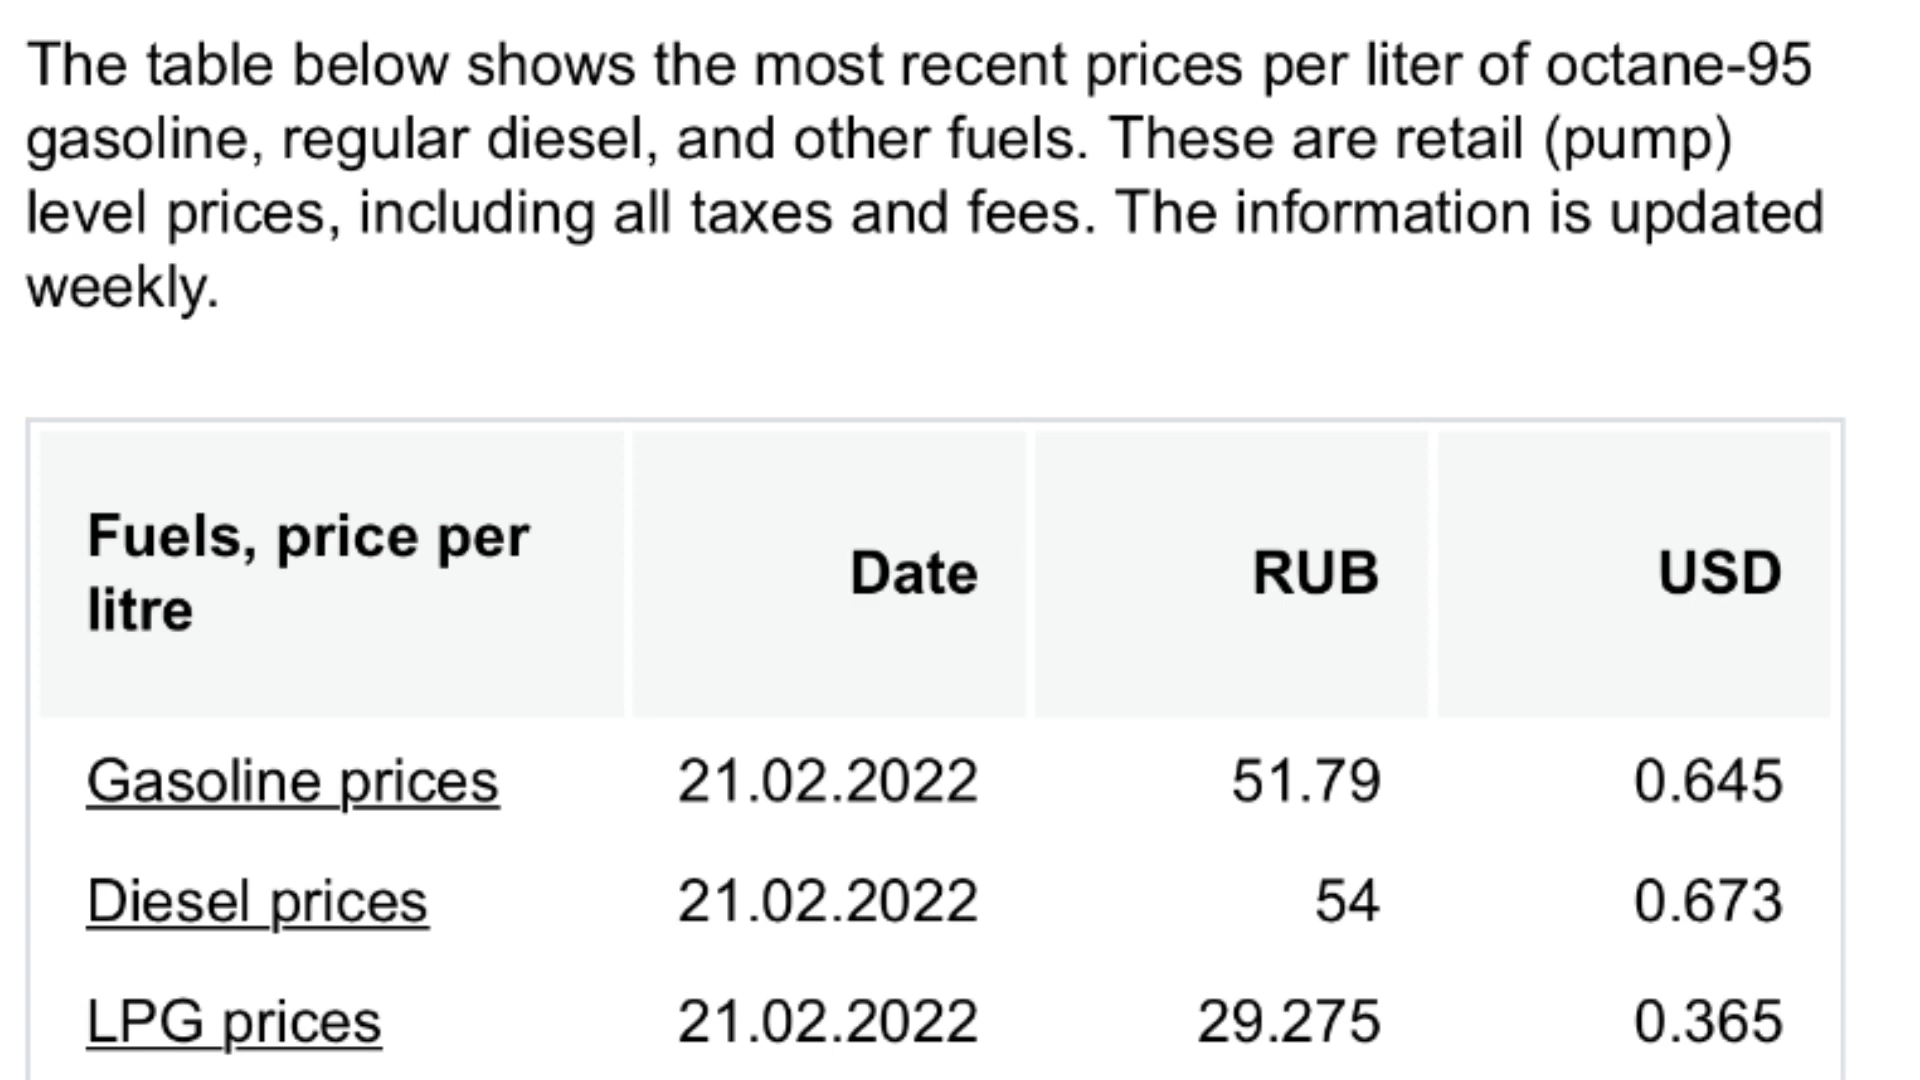 The table below shows the most recent prices per liter of octane-95
gasoline, regular diesel, and other fuels. These are retail (pump)
level prices, including all taxes and fees. The information is updated
weekly.
Fuels, price per
litre
Date
RUB
USD
Gasoline prices 21.02.2022 51.79 0.645
Diesel prices 21.02.2022 54 0.673
LPG prices 21.02.2022 29.275 0.365